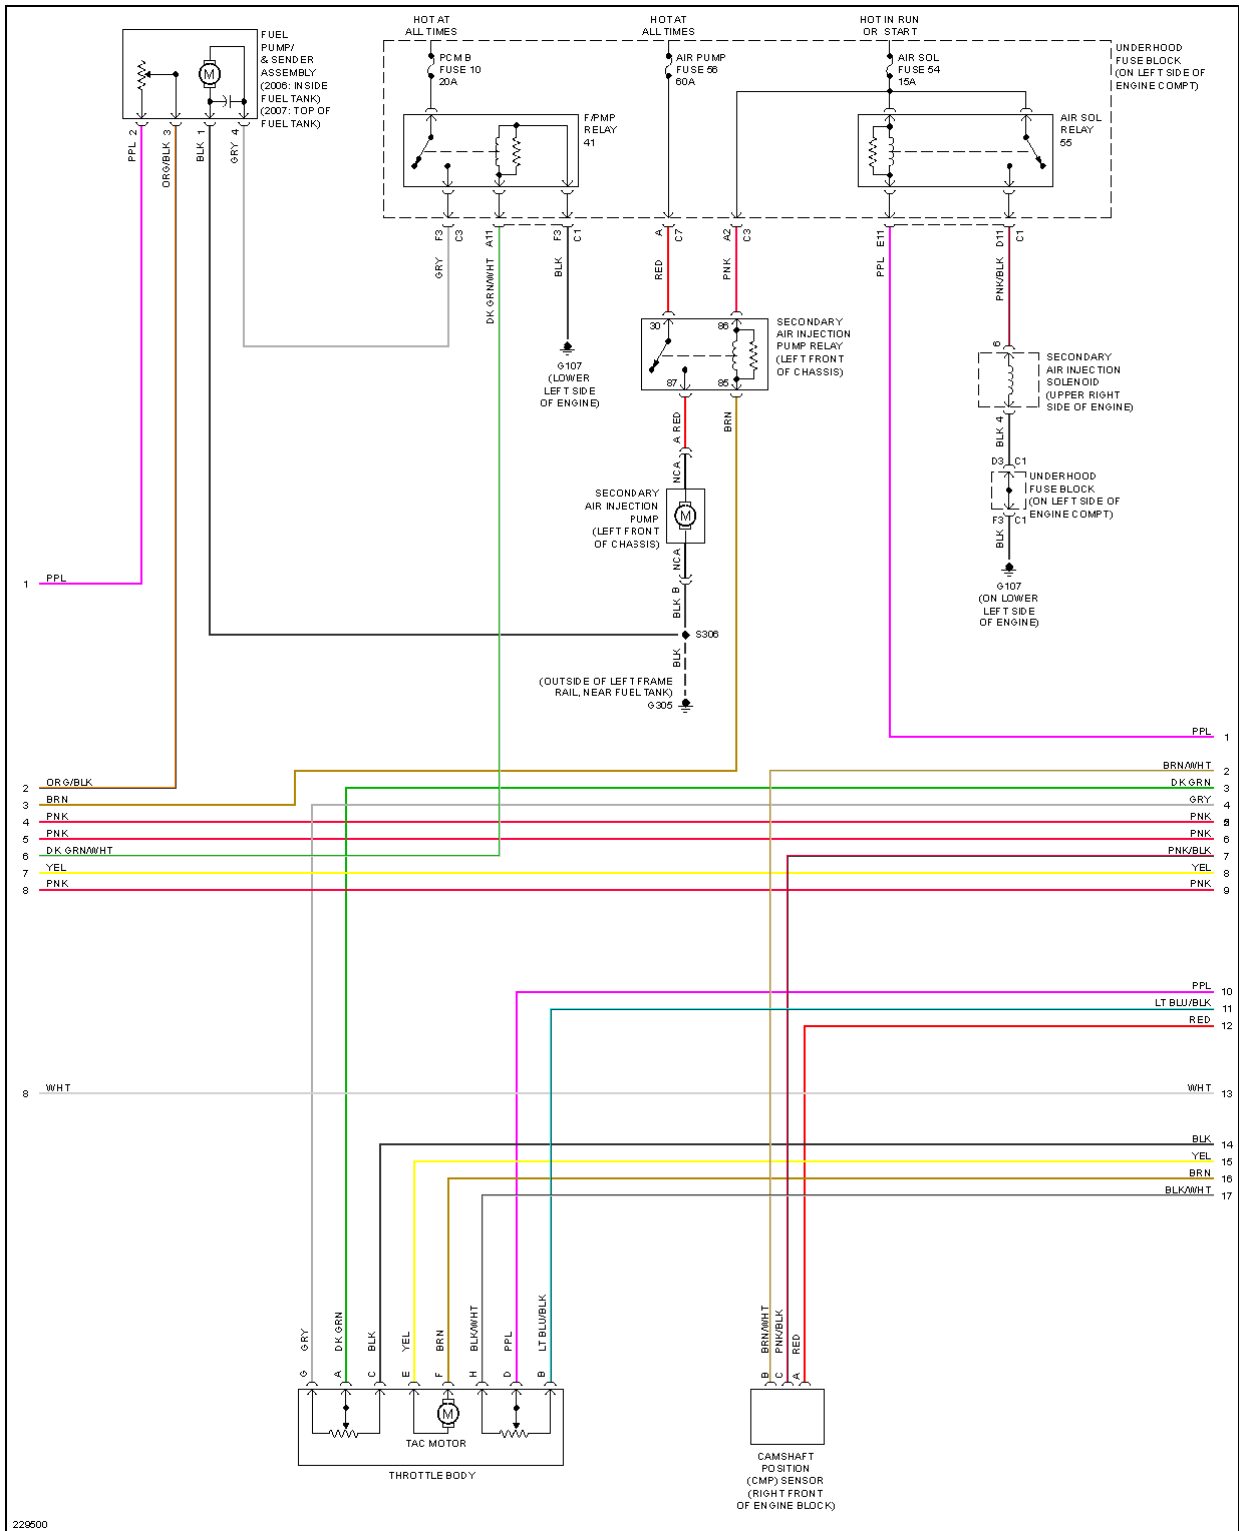 HOT AT
ALL TIMES
HOT AT
ALL TIMES
HOT IN RUN
OR START
FUEL
PUMP/
& SENDER
ASSEMBLY
(2006: INSIDE
FUEL TANK)
(2007: TOP OF
FUEL TANK)
M
PCM B
FUSE 10
20A
AIR PUMP
FUSE 56
60A
AIR SOL
FUSE 54
15A
UNDERHOOD
FUSE BLOCK
(ON LEFT SIDE OF
ENGINE COMPT)
F/PMP
RELAY
41
AIR SOL
RELAY
55
PPL 2
ORG/BLK 3
BLK 1
GRY 4
F3
C3
A11
F3
C1
A
C7
A2
C3
E11
D11
C1
GRY
DK GRN/WHT
BLK
RED
PNK
PPL
PNK/BLK
30
86
87
85
SECONDARY
AIR INJECTION
PUMP RELAY
(LEFT FRONT
OF CHASSIS)
G107
(LOWER
LEFT SIDE
OF ENGINE)
6
SECONDARY
AIR INJECTION
SOLENOID
(UPPER RIGHT
SIDE OF ENGINE)
BLK 4
A RED
BRN
NCA
D3 C1
UNDERHOOD
FUSE BLOCK
(ON LEFT SIDE OF
ENGINE COMPT)
F3 C1
BLK
SECONDARY
AIR INJECTION
PUMP
(LEFT FRONT
OF CHASSIS)
M
NCA
BLK B
G107
(ON LOWER
LEFT SIDE
OF ENGINE)
S306
BLK
(OUTSIDE OF LEFT FRAME
RAIL, NEAR FUEL TANK)
G305
1 PPL
2 ORG/BLK
3 BRN
4 PNK
5 PNK
6 DK GRN/WHT
7 YEL
8 PNK
8 WHT
PPL 1
BRN/WHT 2
DK GRN 3
GRY 4
PNK
PNK 6
PNK/BLK 7
YEL 8
PNK 9
PPL 10
LT BLU/BLK 11
RED 12
WHT 13
BLK 14
YEL 15
BRN 16
BLK/WHT 17
G GRY
A DK GRN
C BLK
E YEL
F BRN
H BLK/WHT
D PPL
B LT BLU/BLK
B BRN/WHT
C PNK/BLK
A RED
M
TAC MOTOR
THROTTLE BODY
CAMSHAFT
POSITION
(CMP) SENSOR
(RIGHT FRONT
OF ENGINE BLOCK)
229500